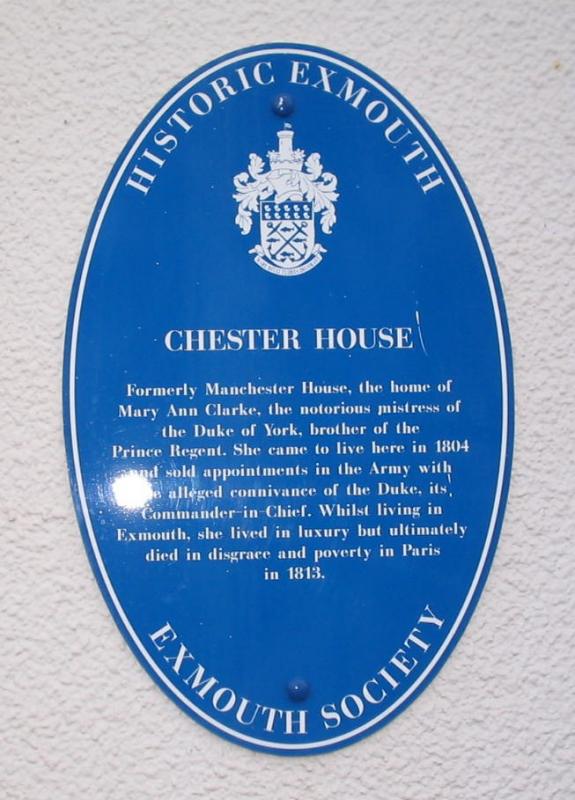 HISTORIC EXMOUTH
CHESTER HOUSE
Formerly Manchester House, the home of
Mary Ann Clarke, the notorious mistress of
the Duke of York, brother of the
Prince Regent. She came to live here in 1804
and sold appointments in the Army with
the alleged connivance of the Duke, its
Commander-in-Chief. Whilst living in
Exmouth, she lived in luxury but ultimately
died in disgrace and poverty in Paris
in 1813.
EXMOUTH SOCIETY